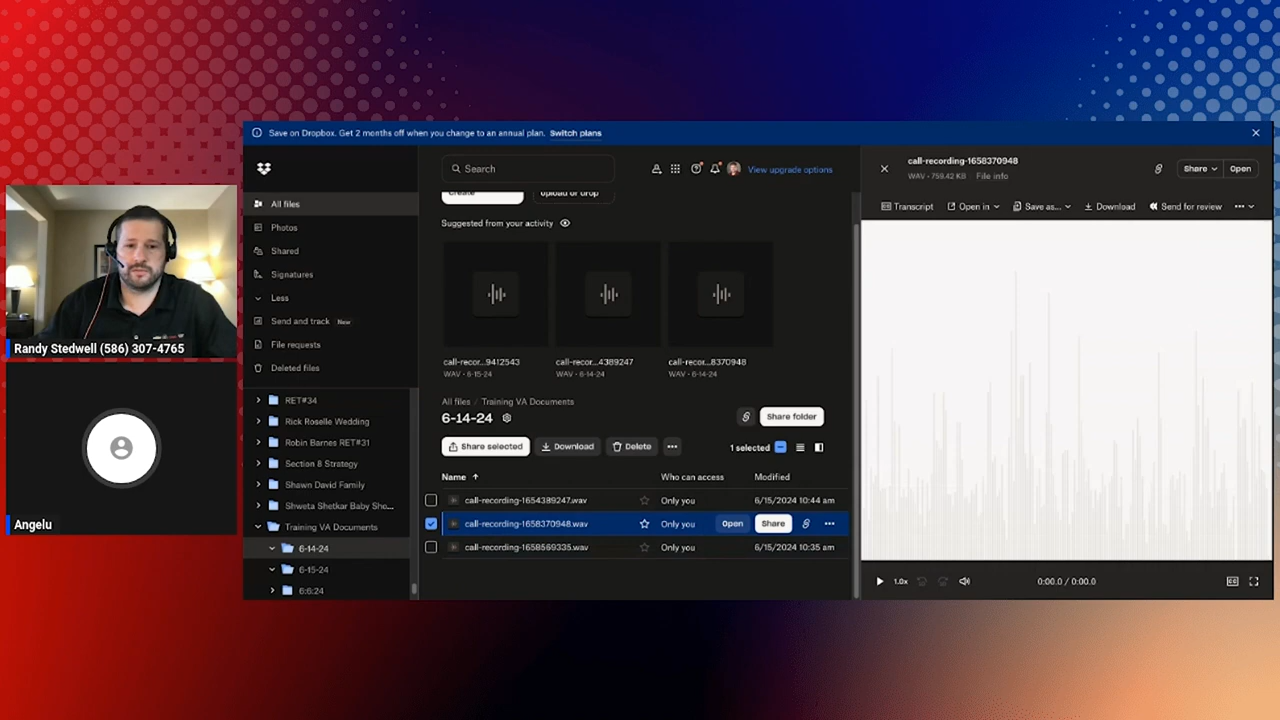 Save on Dropbox. Get 2 months off when you change to an annual plan. Switch plans
Search
View upgrade options
All files
Photos
Shared
Signatures
Less
Send and track New
File requests
Deleted files
RET#34
Rick Roselle Wedding
Robin Barnes RET#31
Section 8 Strategy
Shawn David Family
Shweta Shetkar Baby Sho...
Training VA Documents
6-14-24
6-15-24
6:6:24
Create
Upload or drop
Suggested from your activity
call-recor...9412543
WAV • 6-15-24
call-recor...4389247
WAV • 6-14-24
call-recor...8370948
WAV • 6-14-24
All files / Training VA Documents
6-14-24
Share folder
Share selected
Download
Delete
1 selected
Name
Who can access
Modified
call-recording-1654389247.wav
Only you
6/15/2024 10:44 am
call-recording-1658370948.wav
Only you
Open
Share
call-recording-1658569335.wav
Only you
6/15/2024 10:35 am
call-recording-1658370948
WAV • 759.42 KB
File info
Share
Open
Transcript
Open in
Save as...
Download
Send for review
1.0x
0:00.0 / 0:00.0
Randy Stedwell (586) 307-4765
Angelu